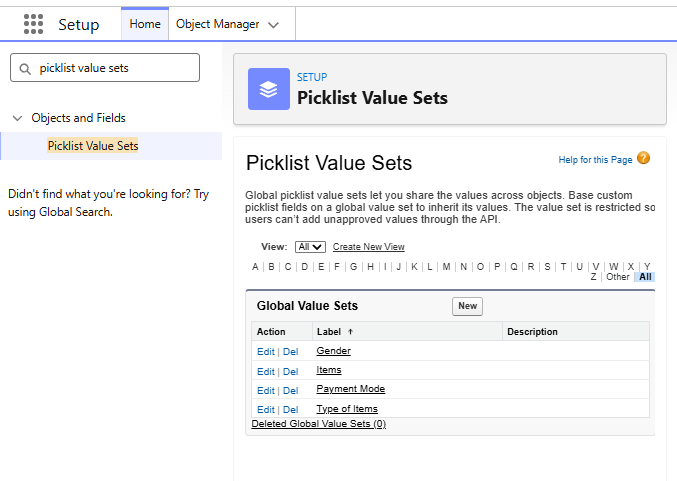 Setup
Home
Object Manager
picklist value sets
Objects and Fields
Picklist Value Sets
Didn't find what you're looking for? Try
using Global Search.
SETUP
Picklist Value Sets
Picklist Value Sets
Help for this Page ?
Global picklist value sets let you share the values across objects. Base custom
picklist fields on a global value set to inherit its values. The value set is restricted so
users can't add unapproved values through the API.
View: All Create New View
A | B | C | D | E | F | G | H | I | J | K | L | M | N | O | P | Q | R | S | T | U | V | W | X | Y
Z | Other | All
Global Value Sets New
Action Label ↑ Description
Edit | Del Gender
Edit | Del Items
Edit | Del Payment Mode
Edit | Del Type of Items
Deleted Global Value Sets (0)